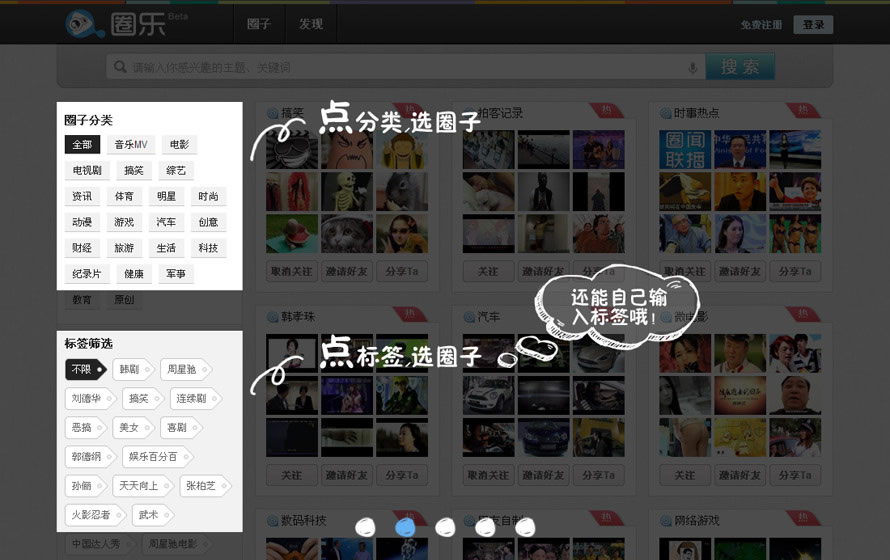 圈乐 Beta
圈子 发现
免费注册 登录
请输入你感兴趣的主题、关键词
搜索
圈子分类
全部 音乐MV 电影
电视剧 搞笑 综艺
资讯 体育 明星 时尚
动漫 游戏 汽车 创意
财经 旅游 生活 科技
纪录片 健康 军事
教育 原创
点分类,选圈子
搞笑 热
拍客记录 热
时事热点 热
圈闻
联播
取消关注 邀请好友 分享Ta
关注 邀请好友 分享Ta
取消关注 邀请好友 分享Ta
还能自己输
入标签哦!
标签筛选
不限 韩剧 周星驰
刘德华 搞笑 连续剧
恶搞 美女 喜剧
郭德纲 娱乐百分百
孙俪 天天向上 张柏芝
火影忍者 武术
中国达人秀 周星驰电影
点标签,选圈子
韩孝珠 热
汽车 热
微电影 热
关注 邀请好友 分享Ta
取消关注 邀请好友 分享Ta
关注 邀请好友 分享Ta
数码科技 热
网友自制 热
网络游戏 热